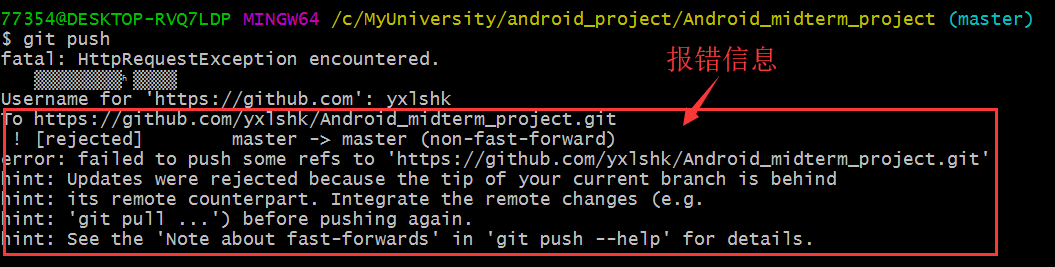 77354@DESKTOP-RVQ7LDP MINGW64 /c/MyUniversity/android_project/Android_midterm_project (master)
$ git push
fatal: HttpRequestException encountered.
报错信息
Username for 'https://github.com': yxlshk
To https://github.com/yxlshk/Android_midterm_project.git
! [rejected] master -> master (non-fast-forward)
error: failed to push some refs to 'https://github.com/yxlshk/Android_midterm_project.git'
hint: Updates were rejected because the tip of your current branch is behind
hint: its remote counterpart. Integrate the remote changes (e.g.
hint: 'git pull ...') before pushing again.
hint: See the 'Note about fast-forwards' in 'git push --help' for details.